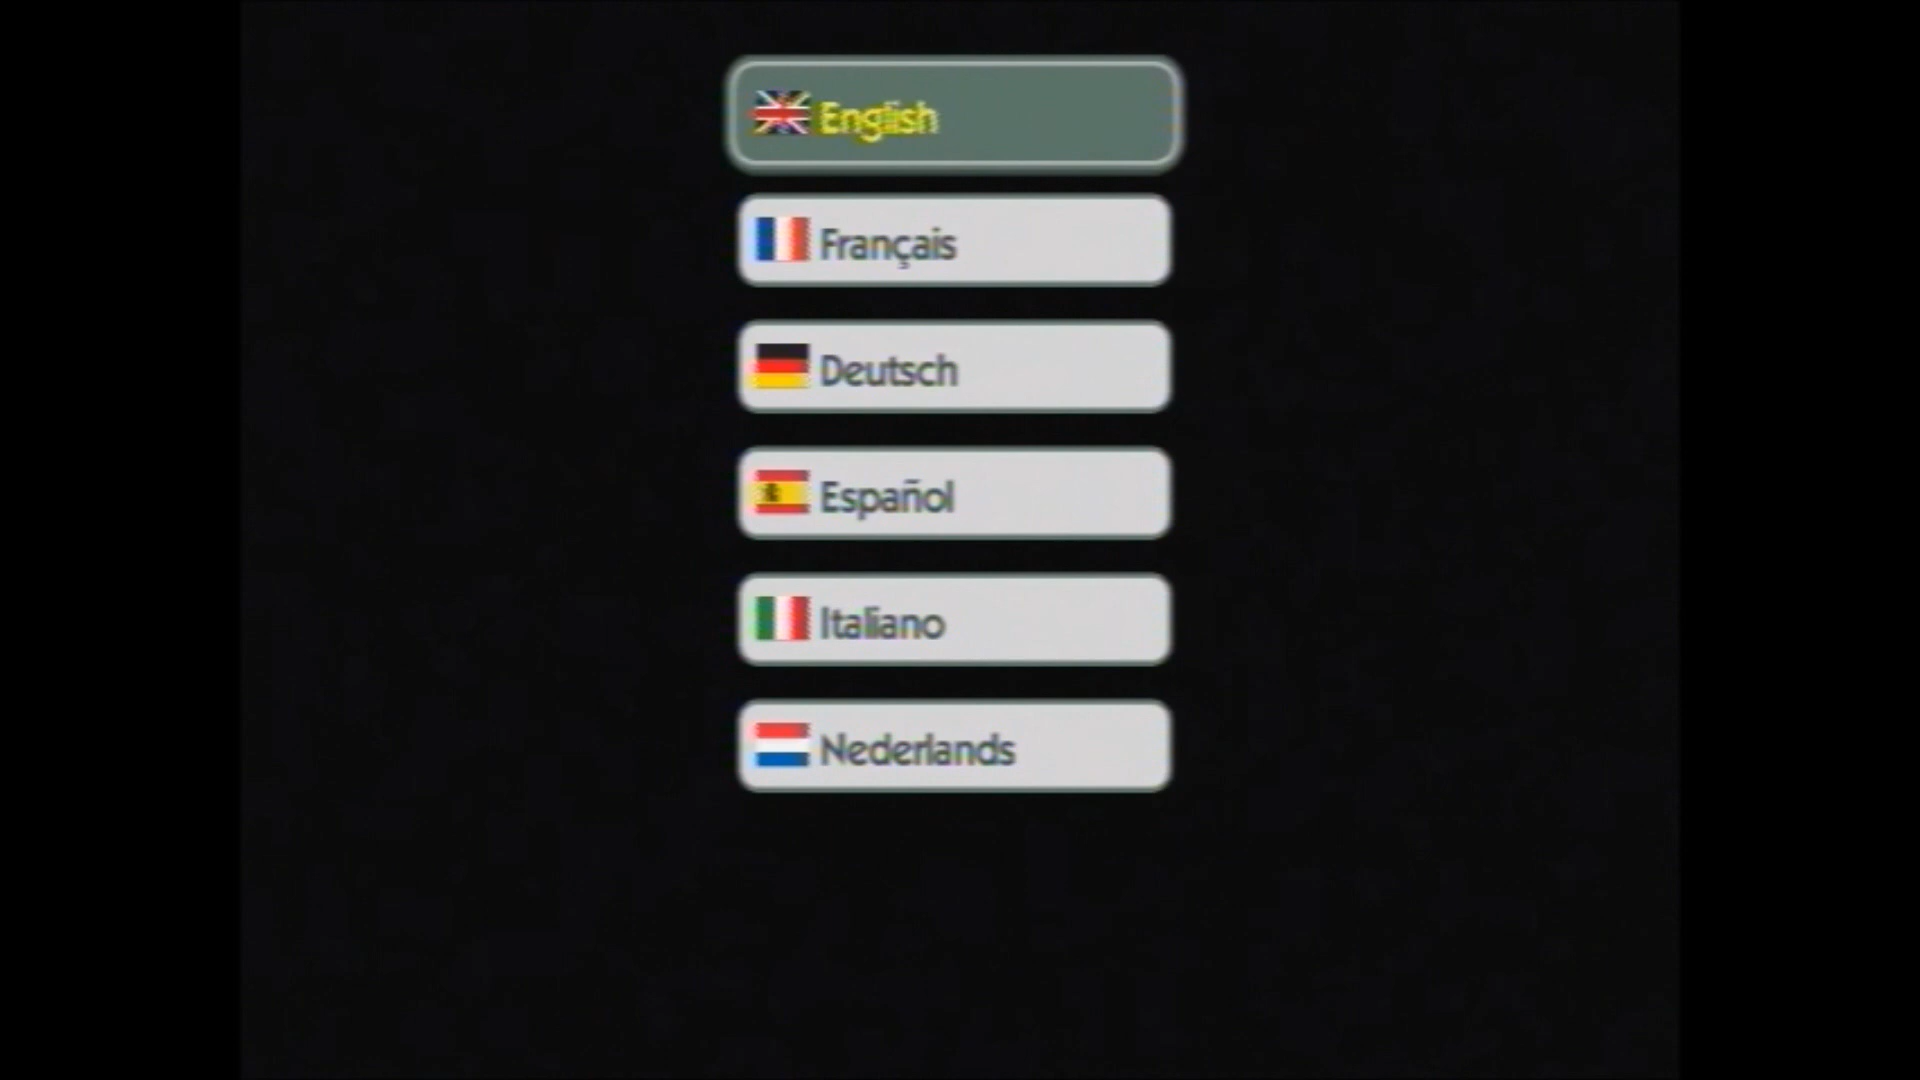 English
Français
Deutsch
Español
Italiano
Nederlands